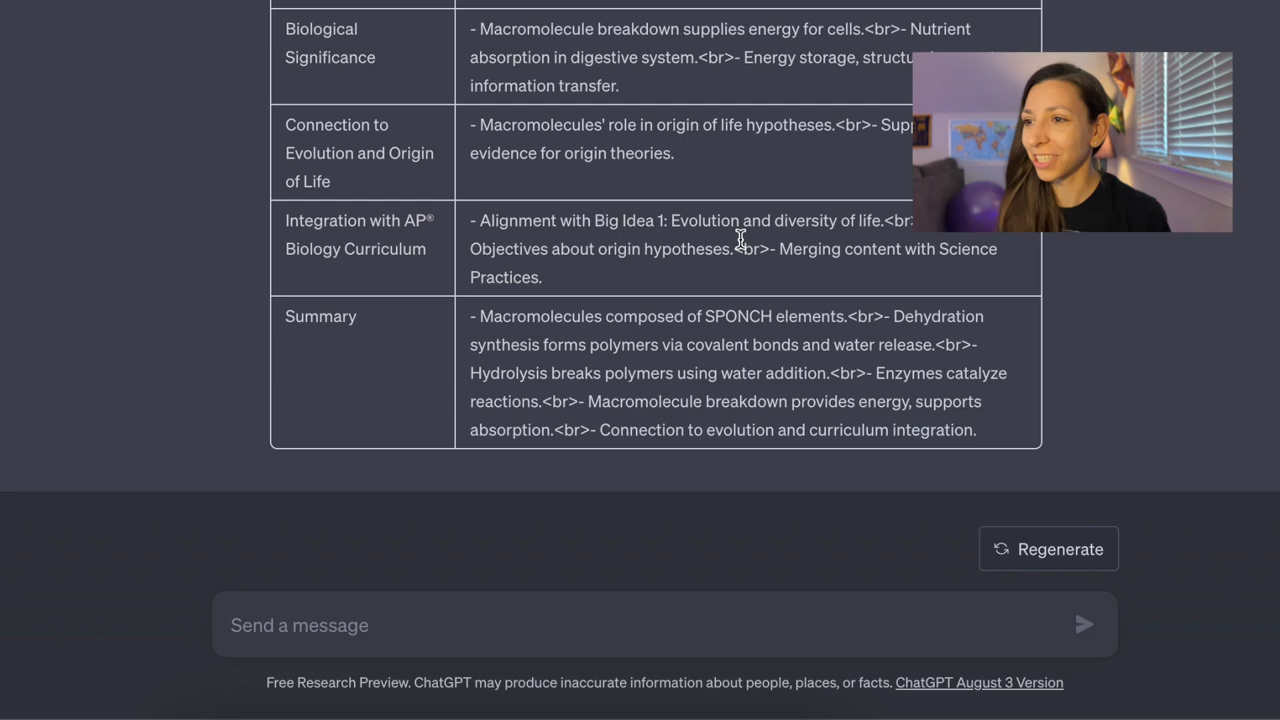 Biological
Significance
- Macromolecule breakdown supplies energy for cells.<br>- Nutrient
absorption in digestive system.<br>- Energy storage,
information transfer.
Connection to
Evolution and Origin
of Life
- Macromolecules' role in origin of life hypotheses.<br>-
evidence for origin theories.
Integration with AP®
Biology Curriculum
- Alignment with Big Idea 1: Evolution and diversity of life.<br>
Objectives about origin hypotheses.<br>- Merging content with Science
Practices.
Summary
- Macromolecules composed of SPONCH elements.<br>- Dehydration
synthesis forms polymers via covalent bonds and water release.<br>-
Hydrolysis breaks polymers using water addition.<br>- Enzymes catalyze
reactions.<br>- Macromolecule breakdown provides energy, supports
absorption.<br>- Connection to evolution and curriculum integration.
Regenerate
Send a message
Free Research Preview. ChatGPT may produce inaccurate information about people, places, or facts. ChatGPT August 3 Version